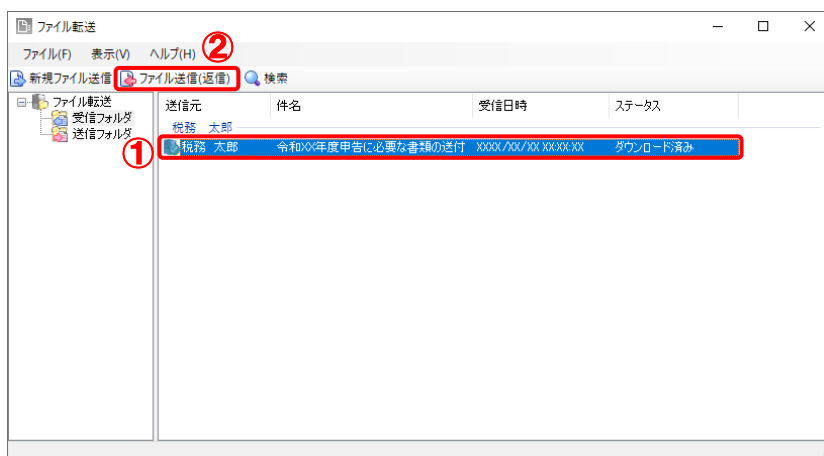 ファイル転送
ファイル(F) 表示(V) ヘルプ(H) ②
新規ファイル送信 ファイル送信(返信) 検索
ファイル転送
受信フォルダ
送信フォルダ
送信元 件名 受信日時 ステータス
税務 太郎
① 税務 太郎 令和XX年度申告に必要な書類の送付 XXXX/XX/XX XX:XX:XX ダウンロード済み